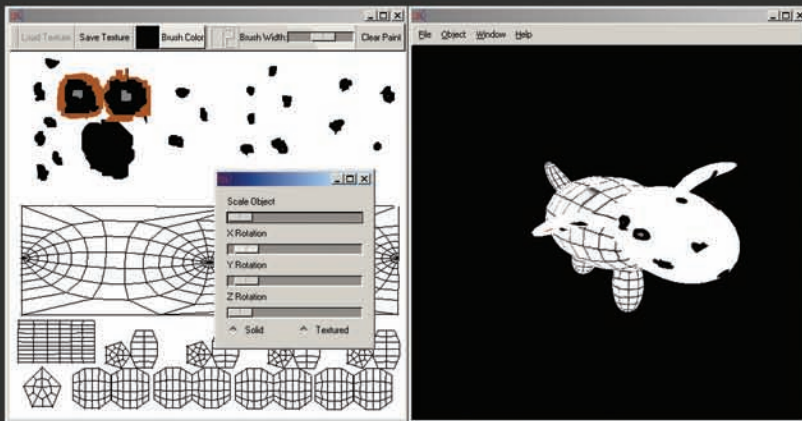 Load Texture Save Texture Brush Color Brush Width: Clear Paint
File Object Window Help
Scale Object
X Rotation
Y Rotation
Z Rotation
Solid Textured